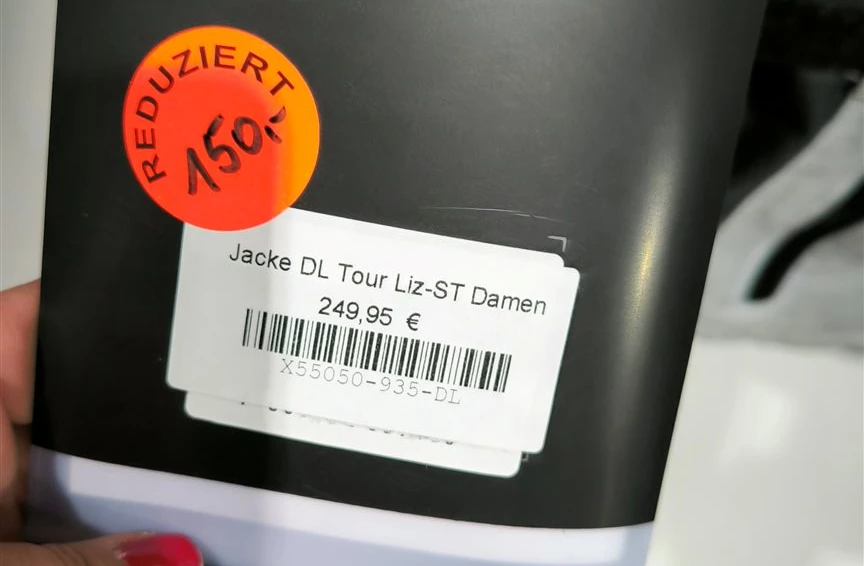 REDUZIERT
150,-
Jacke DL Tour Liz-ST Damen
249,95 €
X55050-935-DL